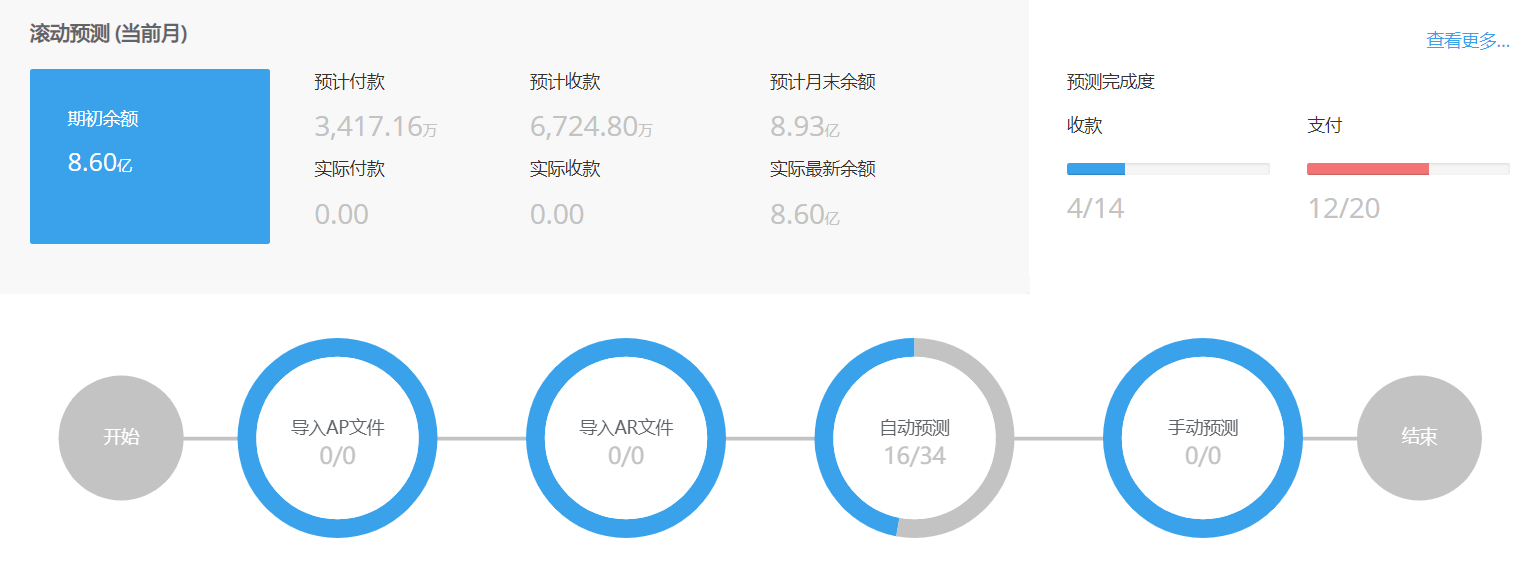 滚动预测 (当前月)
查看更多...
期初余额
8.60亿
预计付款
3,417.16万
实际付款
0.00
预计收款
6,724.80万
实际收款
0.00
预计月末余额
8.93亿
实际最新余额
8.60亿
预测完成度
收款
4/14
支付
12/20
开始
导入AP文件
0/0
导入AR文件
0/0
自动预测
16/34
手动预测
0/0
结束